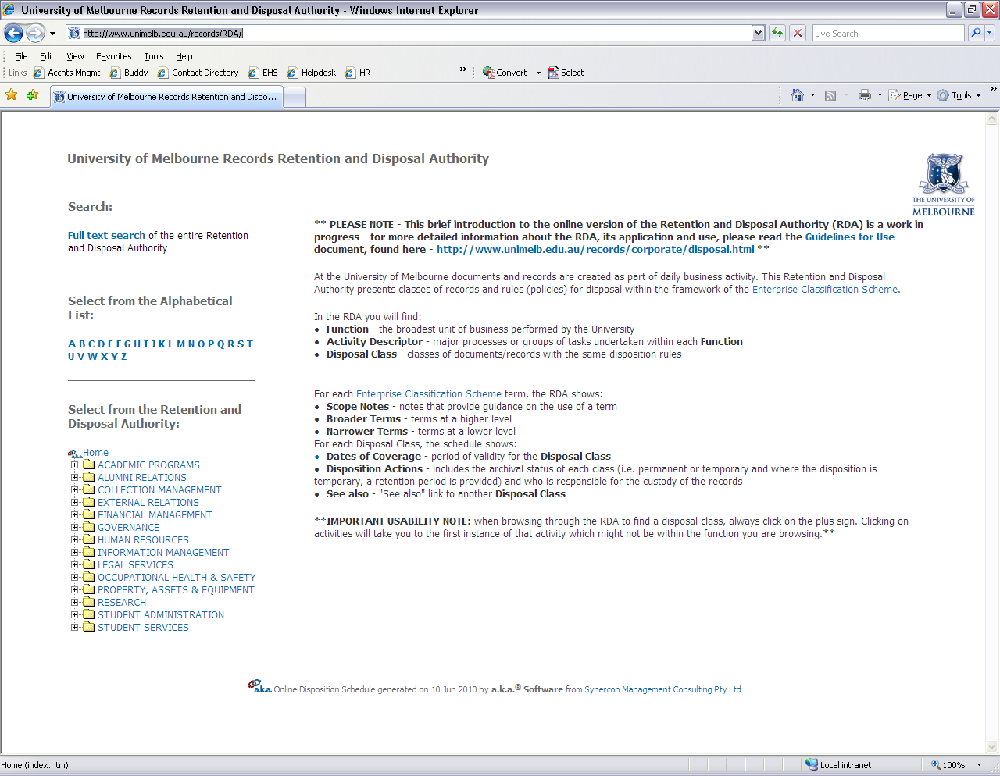 University of Melbourne Records Retention and Disposal Authority - Windows Internet Explorer
http://www.unimelb.edu.au/records/RDA/
Live Search
File Edit View Favorites Tools Help
Links Accnts Mngmt Buddy Contact Directory EHS Helpdesk HR » Convert Select
University of Melbourne Records Retention and Dispo...
Page Tools »
University of Melbourne Records Retention and Disposal Authority
THE UNIVERSITY OF
MELBOURNE
Search:
Full text search of the entire Retention
and Disposal Authority
Select from the Alphabetical
List:
A B C D E F G H I J K L M N O P Q R S T
U V W X Y Z
Select from the Retention and
Disposal Authority:
a.k.a. Home
ACADEMIC PROGRAMS
ALUMNI RELATIONS
COLLECTION MANAGEMENT
EXTERNAL RELATIONS
FINANCIAL MANAGEMENT
GOVERNANCE
HUMAN RESOURCES
INFORMATION MANAGEMENT
LEGAL SERVICES
OCCUPATIONAL HEALTH & SAFETY
PROPERTY, ASSETS & EQUIPMENT
RESEARCH
STUDENT ADMINISTRATION
STUDENT SERVICES
** PLEASE NOTE - This brief introduction to the online version of the Retention and Disposal Authority (RDA) is a work in
progress - for more detailed information about the RDA, its application and use, please read the Guidelines for Use
document, found here - http://www.unimelb.edu.au/records/corporate/disposal.html **
At the University of Melbourne documents and records are created as part of daily business activity. This Retention and Disposal
Authority presents classes of records and rules (policies) for disposal within the framework of the Enterprise Classification Scheme.
In the RDA you will find:
• Function - the broadest unit of business performed by the University
• Activity Descriptor - major processes or groups of tasks undertaken within each Function
• Disposal Class - classes of documents/records with the same disposition rules
For each Enterprise Classification Scheme term, the RDA shows:
• Scope Notes - notes that provide guidance on the use of a term
• Broader Terms - terms at a higher level
• Narrower Terms - terms at a lower level
For each Disposal Class, the schedule shows:
• Dates of Coverage - period of validity for the Disposal Class
• Disposition Actions - includes the archival status of each class (i.e. permanent or temporary and where the disposition is
temporary, a retention period is provided) and who is responsible for the custody of the records
• See also - "See also" link to another Disposal Class
**IMPORTANT USABILITY NOTE: when browsing through the RDA to find a disposal class, always click on the plus sign. Clicking on
activities will take you to the first instance of that activity which might not be within the function you are browsing.**
a.k.a. Online Disposition Schedule generated on 10 Jun 2010 by a.k.a.® Software from Synercon Management Consulting Pty Ltd
Home (index.htm) Local intranet 100%